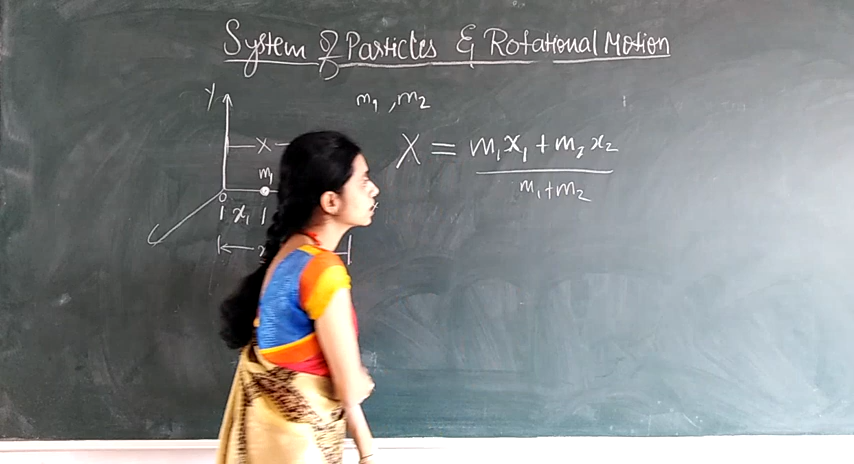 System of Particles & Rotational Motion
m₁, m₂
Y
X
X = m₁x₁ + m₂x₂
m₁+m₂
m₁
O
x₁